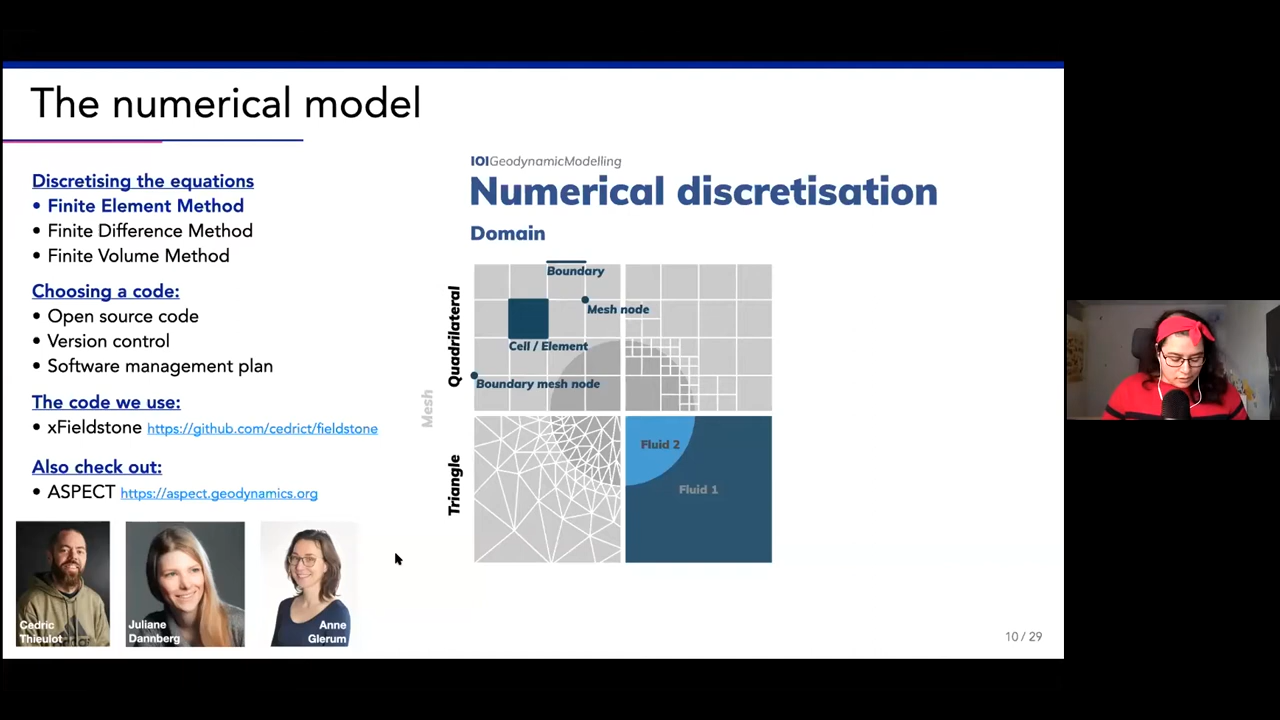 The numerical model
Discretising the equations
• Finite Element Method
• Finite Difference Method
• Finite Volume Method
Choosing a code:
• Open source code
• Version control
• Software management plan
The code we use:
• xFieldstone https://github.com/cedrict/fieldstone
Also check out:
• ASPECT https://aspect.geodynamics.org
Cedric
Thieulot
Juliane
Dannberg
Anne
Glerum
IOIGeodynamicModelling
Numerical discretisation
Domain
Mesh
Quadrilateral
Triangle
Boundary
Mesh node
Cell / Element
Boundary mesh node
Fluid 2
Fluid 1
10 / 29